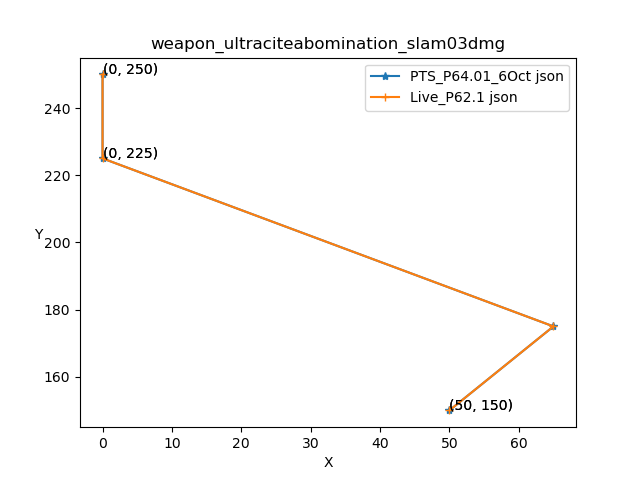 weapon_ultraciteabomination_slam03dmg
PTS_P64.01_6Oct json
Live_P62.1 json
(0, 250)
(0, 225)
(50, 150)
240
220
200
180
160
Y
0 10 20 30 40 50 60
X